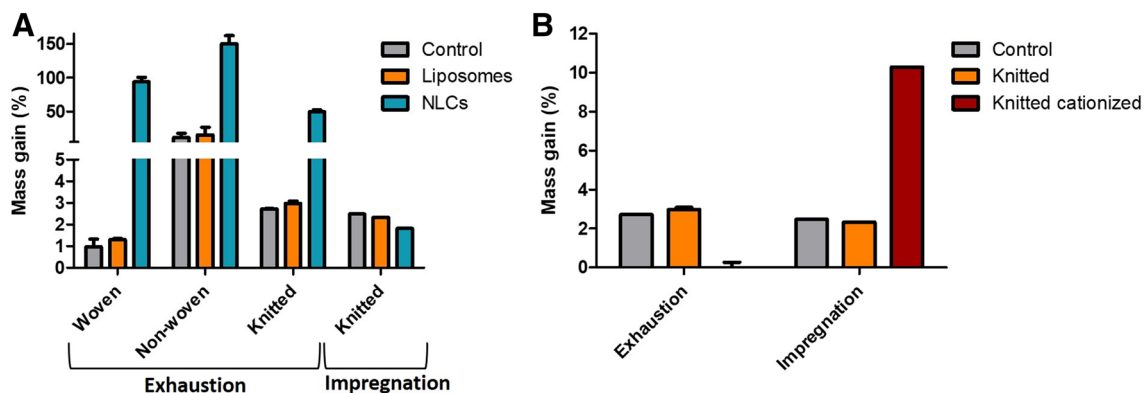 A
Mass gain (%)
150
100
50
5
4
3
2
1
0
Control
Liposomes
NLCs
Woven
Non-woven
Knitted
Knitted
Exhaustion
Impregnation
B
Mass gain (%)
12
10
8
6
4
2
0
Control
Knitted
Knitted cationized
Exhaustion
Impregnation